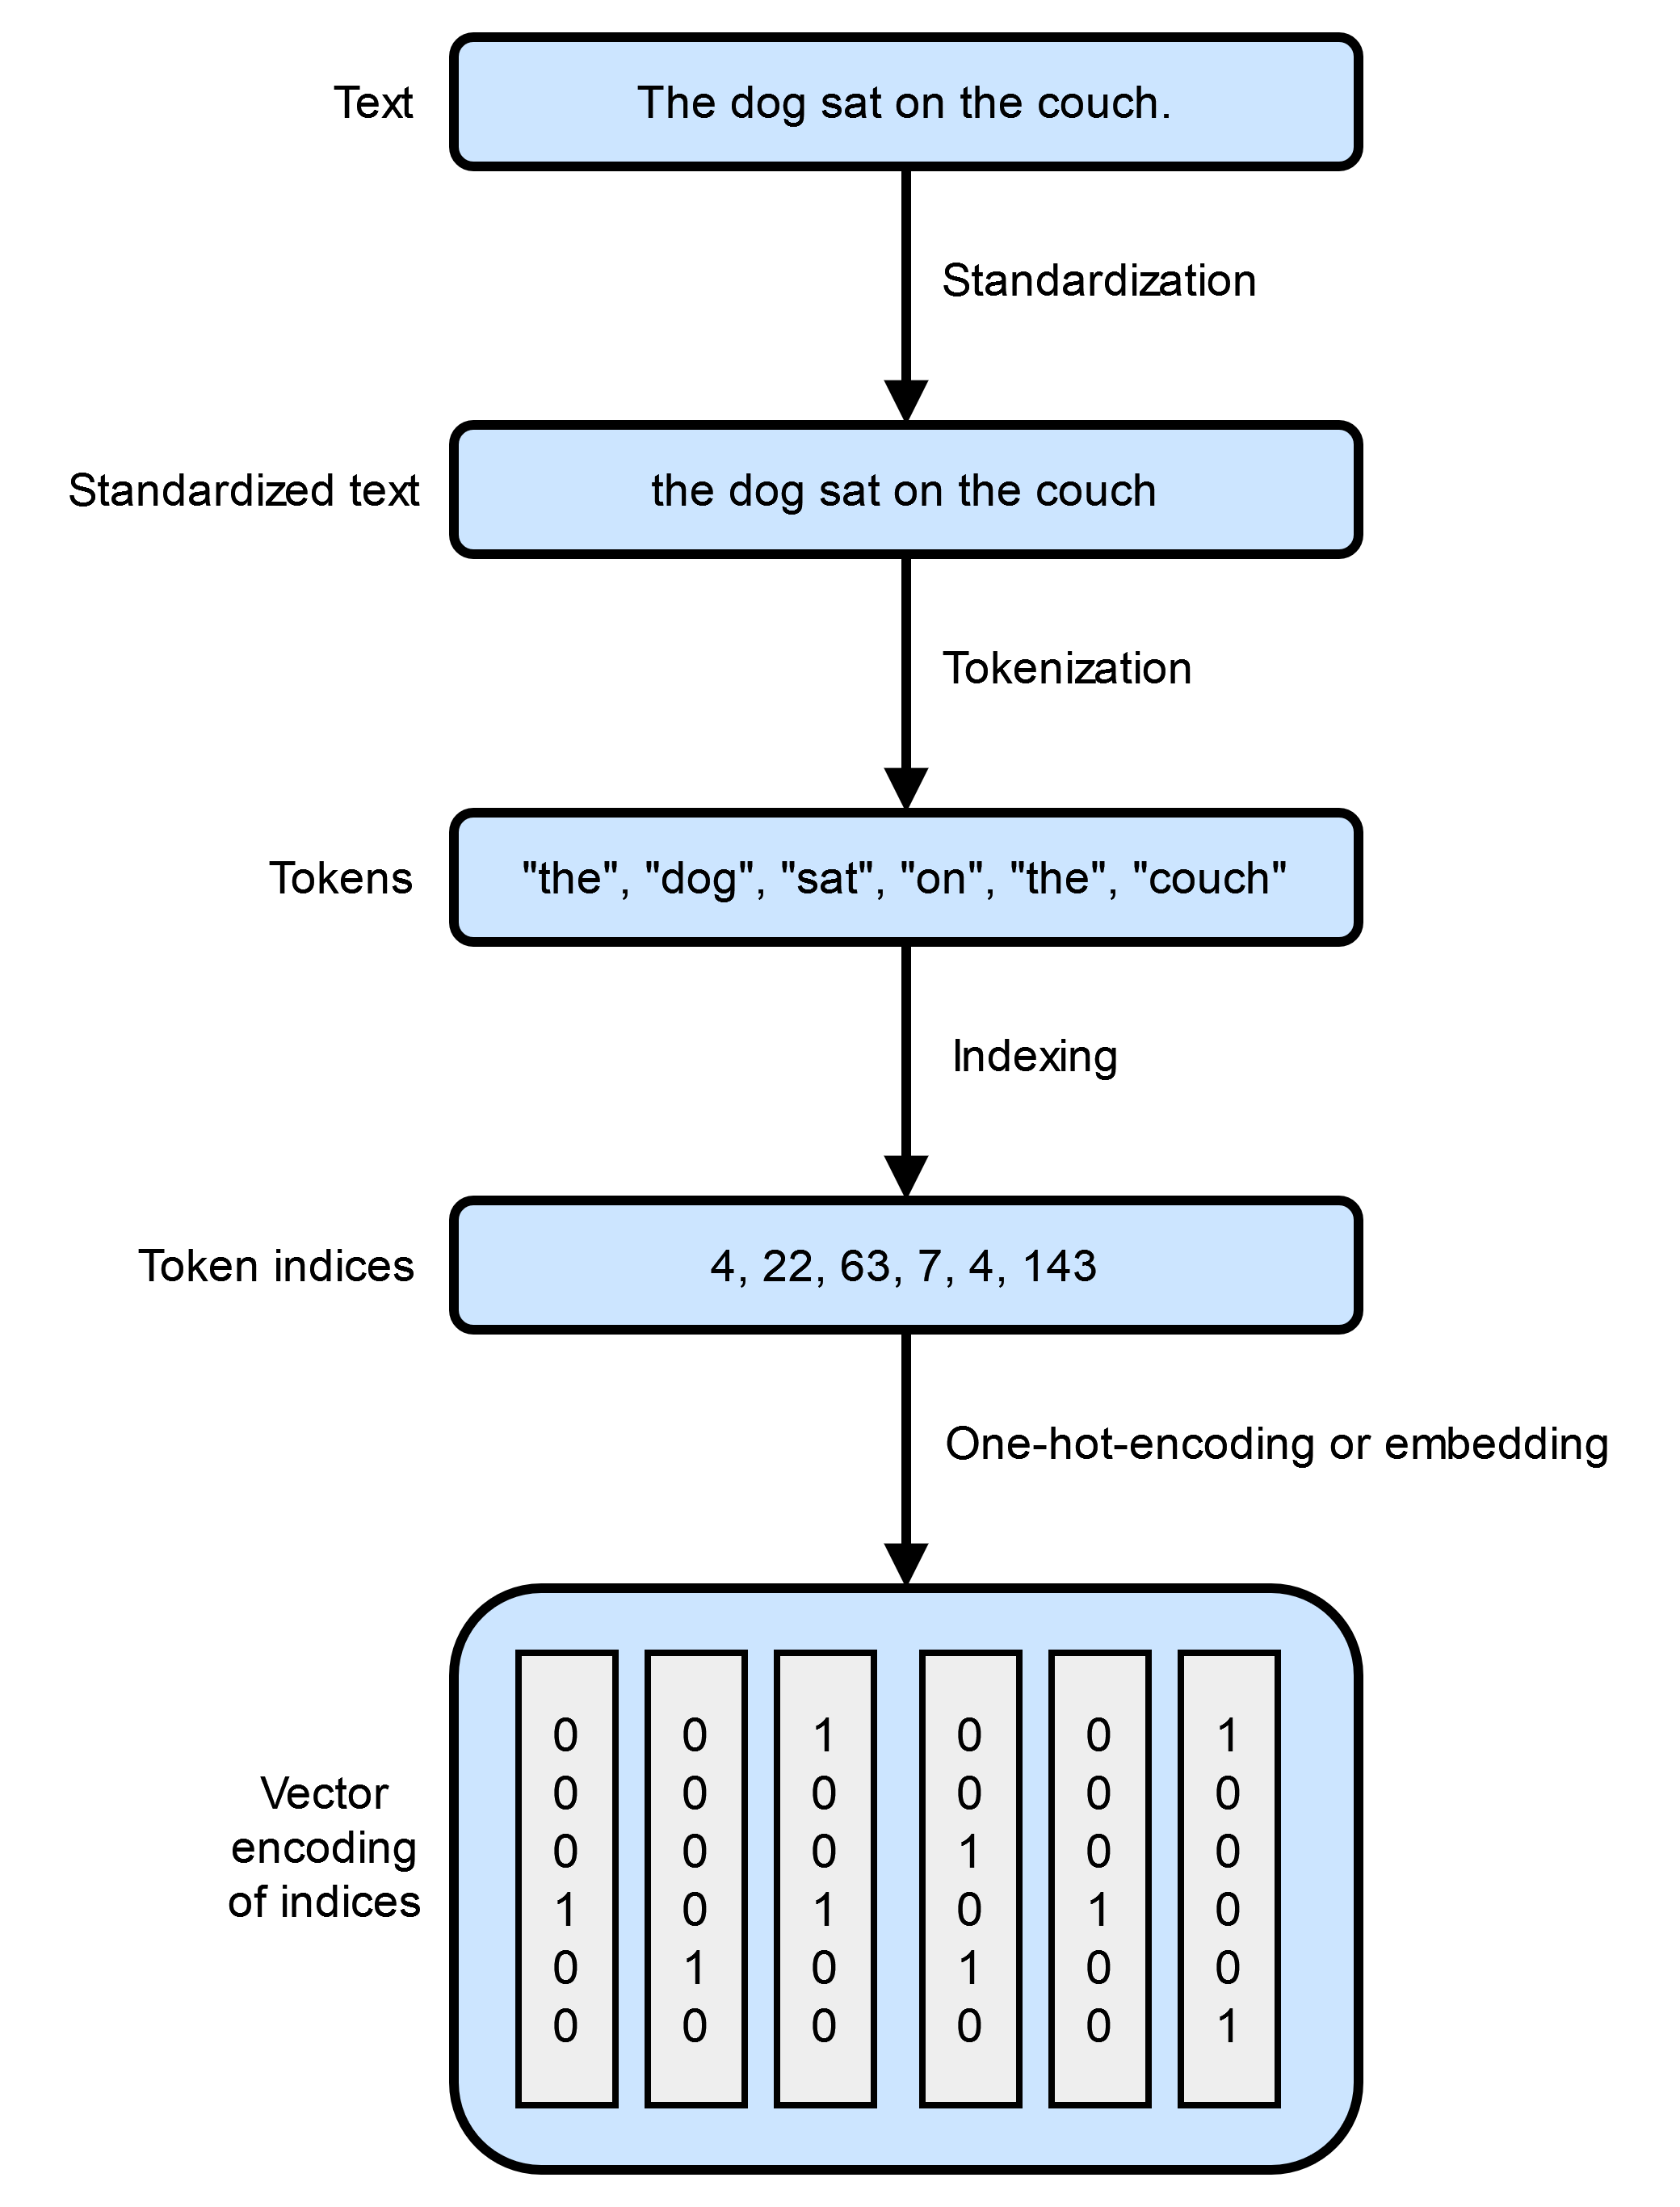 Text
The dog sat on the couch.
Standardization
Standardized text
the dog sat on the couch
Tokenization
Tokens
"the", "dog", "sat", "on", "the", "couch"
Indexing
Token indices
4, 22, 63, 7, 4, 143
One-hot-encoding or embedding
Vector
encoding
of indices
0 0 1 0 0 1
0 0 0 0 0 0
0 0 0 1 0 0
1 0 1 0 1 0
0 1 0 1 0 0
0 0 0 0 0 1